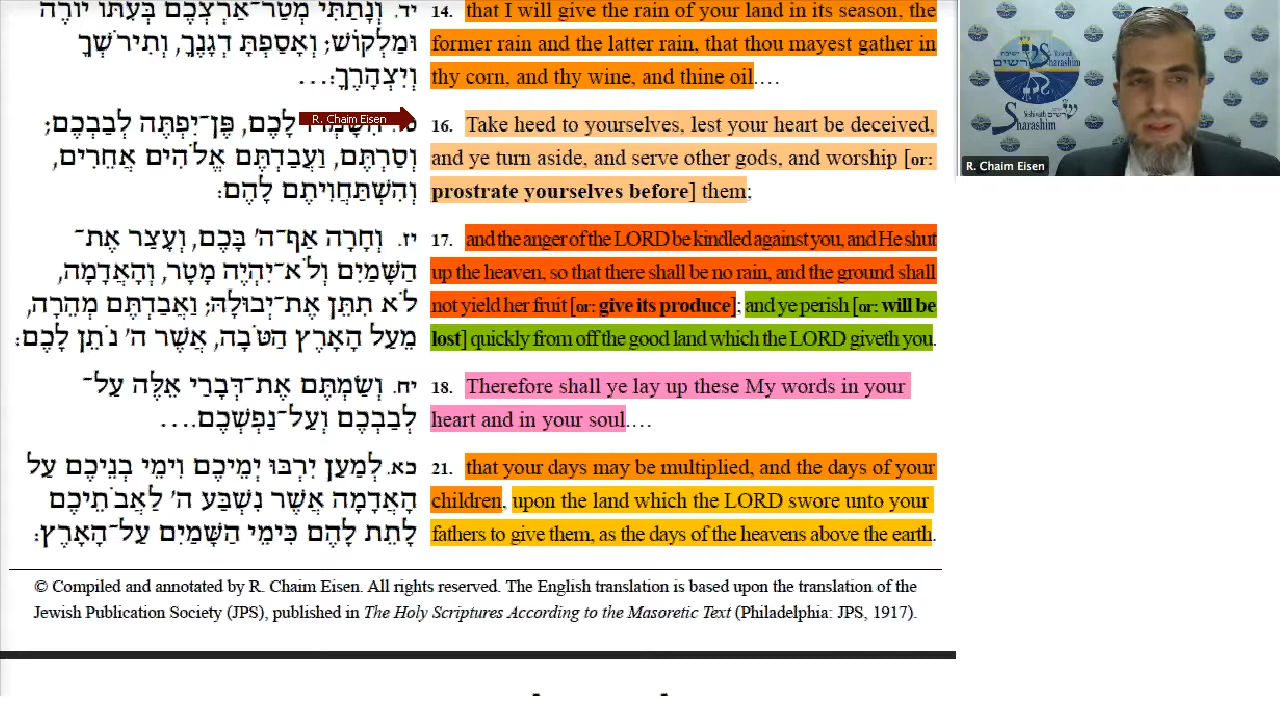 יד. וְנָתַתִּי מְטַר־אַרְצְכֶם בְּעִתּוֹ יוֹרֶה
וּמַלְקוֹשׁ; וְאָסַפְתָּ דְגָנֶךָ, וְתִירֹשְׁךָ
וְיִצְהָרֶךָ:…
לָכֶם, פֶּן־יִפְתֶּה לְבַבְכֶם;
וְסַרְתֶּם, וַעֲבַדְתֶּם אֱלֹהִים אֲחֵרִים,
וְהִשְׁתַּחֲוִיתֶם לָהֶם:
יז. וְחָרָה אַף־ה' בָּכֶם, וְעָצַר אֶת־
הַשָּׁמַיִם וְלֹא־יִהְיֶה מָטָר, וְהָאֲדָמָה,
לֹא תִתֵּן אֶת־יְבוּלָהּ; וַאֲבַדְתֶּם מְהֵרָה,
מֵעַל הָאָרֶץ הַטֹּבָה, אֲשֶׁר ה' נֹתֵן לָכֶם:
יח. וְשַׂמְתֶּם אֶת־דְּבָרַי אֵלֶּה עַל־
לְבַבְכֶם וְעַל־נַפְשְׁכֶם.…
כא. לְמַעַן יִרְבּוּ יְמֵיכֶם וִימֵי בְנֵיכֶם עַל
הָאֲדָמָה אֲשֶׁר נִשְׁבַּע ה' לַאֲבֹתֵיכֶם
לָתֵת לָהֶם כִּימֵי הַשָּׁמַיִם עַל־הָאָרֶץ:
R. Chaim Eisen
14. that I will give the rain of your land in its season, the
former rain and the latter rain, that thou mayest gather in
thy corn, and thy wine, and thine oil.…
16. Take heed to yourselves, lest your heart be deceived,
and ye turn aside, and serve other gods, and worship [or:
prostrate yourselves before] them;
17. and the anger of the LORD be kindled against you, and He shut
up the heaven, so that there shall be no rain, and the ground shall
not yield her fruit [or: give its produce]; and ye perish [or: will be
lost] quickly from off the good land which the LORD giveth you.
18. Therefore shall ye lay up these My words in your
heart and in your soul.…
21. that your days may be multiplied, and the days of your
children, upon the land which the LORD swore unto your
fathers to give them, as the days of the heavens above the earth.
© Compiled and annotated by R. Chaim Eisen. All rights reserved. The English translation is based upon the translation of the
Jewish Publication Society (JPS), published in The Holy Scriptures According to the Masoretic Text (Philadelphia: JPS, 1917).
Yeshivath
Sharashim
ישיבת
שרשים
Yeshivath
Sharashim
R. Chaim Eisen